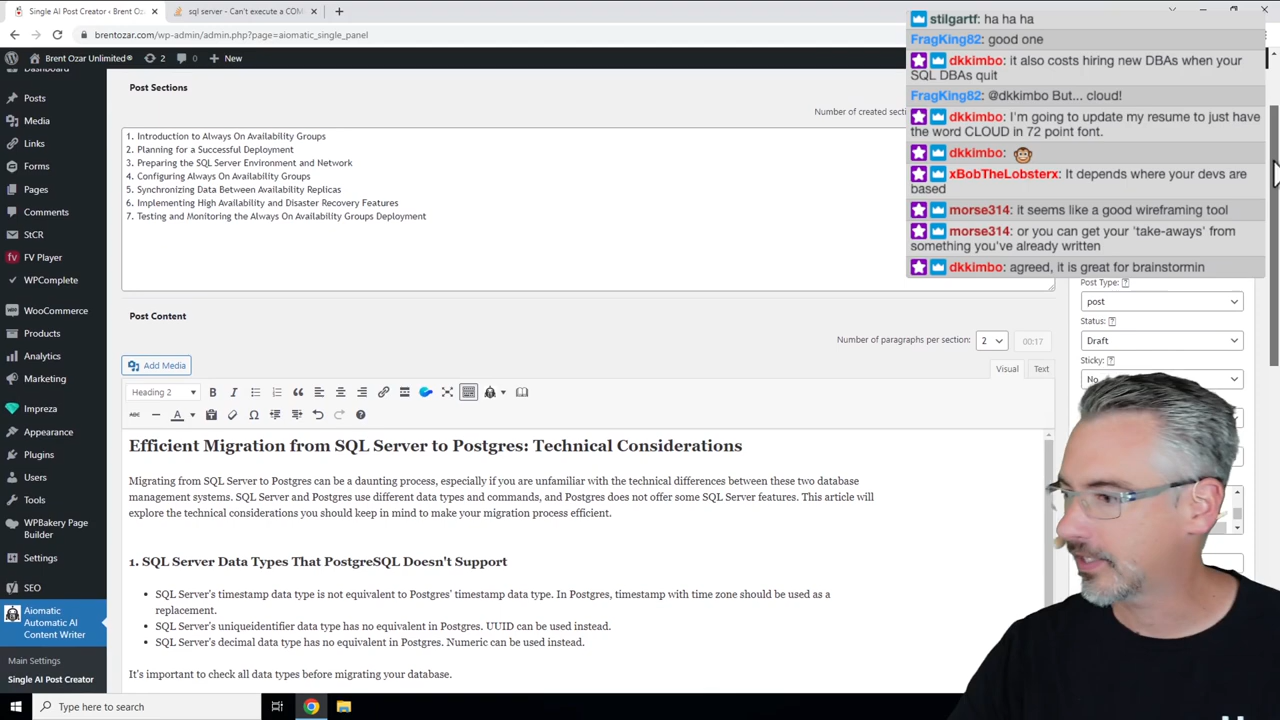 Single AI Post Creator ‹ Brent Oza
sql server - Can't execute a COM
brentozar.com/wp-admin/admin.php?page=aiomatic_single_panel
Brent Ozar Unlimited®
2
0
New
Dashboard
Posts
Media
Links
Forms
Pages
Comments
StCR
FV Player
WPComplete
WooCommerce
Products
Analytics
Marketing
Impreza
Appearance
Plugins
Users
Tools
WPBakery Page
Builder
Settings
SEO
Aiomatic
Automatic AI
Content Writer
Main Settings
Single AI Post Creator
Post Sections
Number of created secti
1. Introduction to Always On Availability Groups
2. Planning for a Successful Deployment
3. Preparing the SQL Server Environment and Network
4. Configuring Always On Availability Groups
5. Synchronizing Data Between Availability Replicas
6. Implementing High Availability and Disaster Recovery Features
7. Testing and Monitoring the Always On Availability Groups Deployment
Post Content
Number of paragraphs per section:
2
00:17
Add Media
Visual
Text
Heading 2
Efficient Migration from SQL Server to Postgres: Technical Considerations
Migrating from SQL Server to Postgres can be a daunting process, especially if you are unfamiliar with the technical differences between these two database
management systems. SQL Server and Postgres use different data types and commands, and Postgres does not offer some SQL Server features. This article will
explore the technical considerations you should keep in mind to make your migration process efficient.
1. SQL Server Data Types That PostgreSQL Doesn't Support
SQL Server's timestamp data type is not equivalent to Postgres' timestamp data type. In Postgres, timestamp with time zone should be used as a
replacement.
SQL Server's uniqueidentifier data type has no equivalent in Postgres. UUID can be used instead.
SQL Server's decimal data type has no equivalent in Postgres. Numeric can be used instead.
It's important to check all data types before migrating your database.
stilgartf: ha ha ha
FragKing82: good one
dkkimbo: it also costs hiring new DBAs when your
SQL DBAs quit
FragKing82: @dkkimbo But... cloud!
dkkimbo: I'm going to update my resume to just have
the word CLOUD in 72 point font.
dkkimbo:
xBobTheLobsterx: It depends where your devs are
based
morse314: it seems like a good wireframing tool
morse314: or you can get your 'take-aways' from
something you've already written
dkkimbo: agreed, it is great for brainstormin
Post Type: [?]
post
Status: [?]
Draft
Sticky: [?]
No
Type here to search